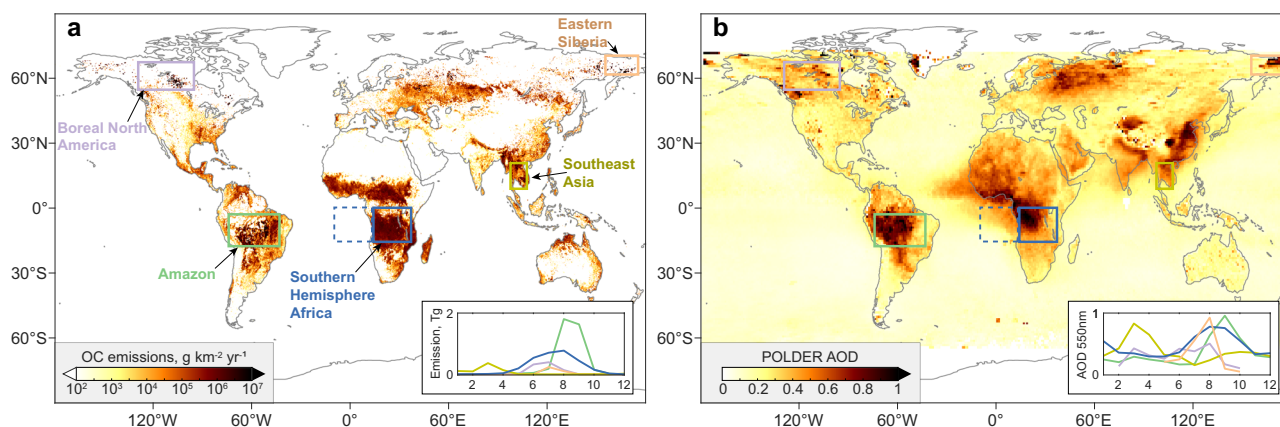 a
Eastern
Siberia
60°N
30°N
0°
30°S
60°S
Boreal North
America
Southeast
Asia
Amazon
Southern
Hemisphere
Africa
OC emissions, g km⁻² yr⁻¹
10² 10³ 10⁴ 10⁵ 10⁶ 10⁷
Emission, Tg
2
0
2 4 6 8 10 12
120°W 60°W 0° 60°E 120°E
b
60°N
30°N
0°
30°S
60°S
POLDER AOD
0 0.2 0.4 0.6 0.8 1
AOD 550nm
1
0
2 4 6 8 10 12
120°W 60°W 0° 60°E 120°E